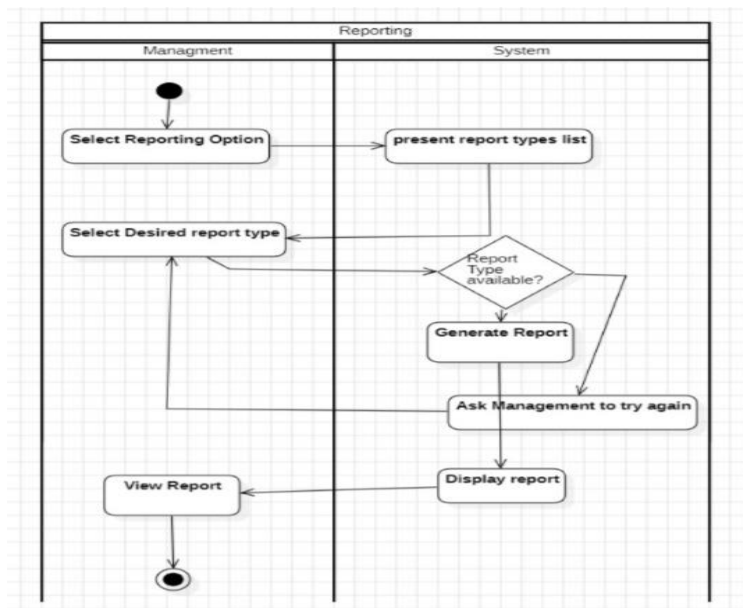 Reporting
Managment
System
Select Reporting Option
present report types list
Select Desired report type
Report
Type
available?
Generate Report
Ask Management to try again
View Report
Display report